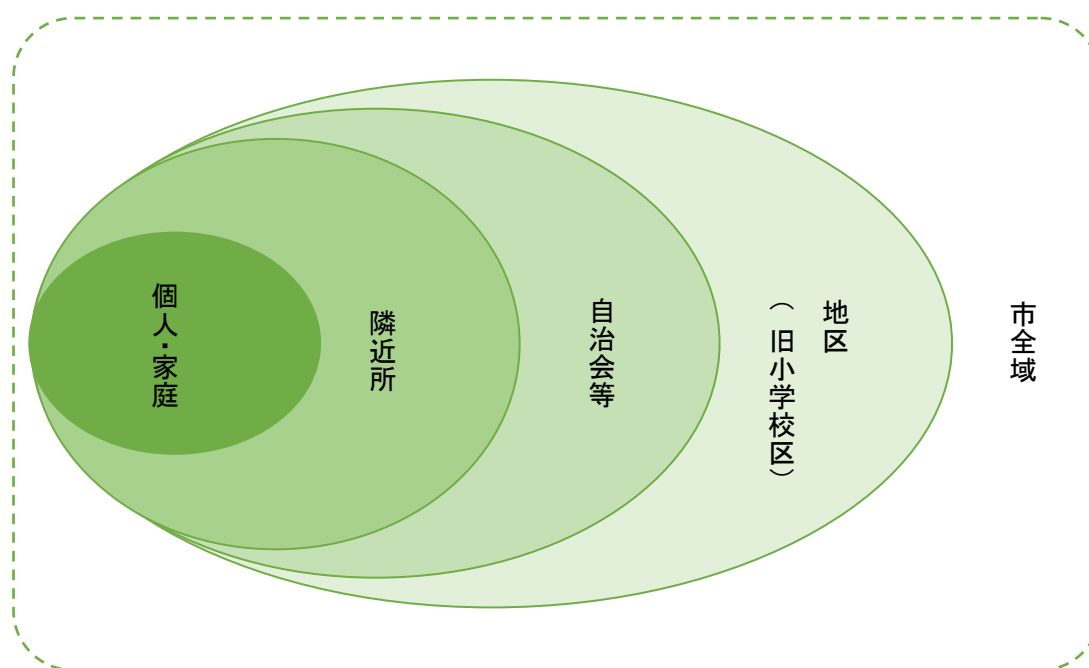 個人・家庭
隣近所
自治会等
地区
（旧小学校区）
市全域